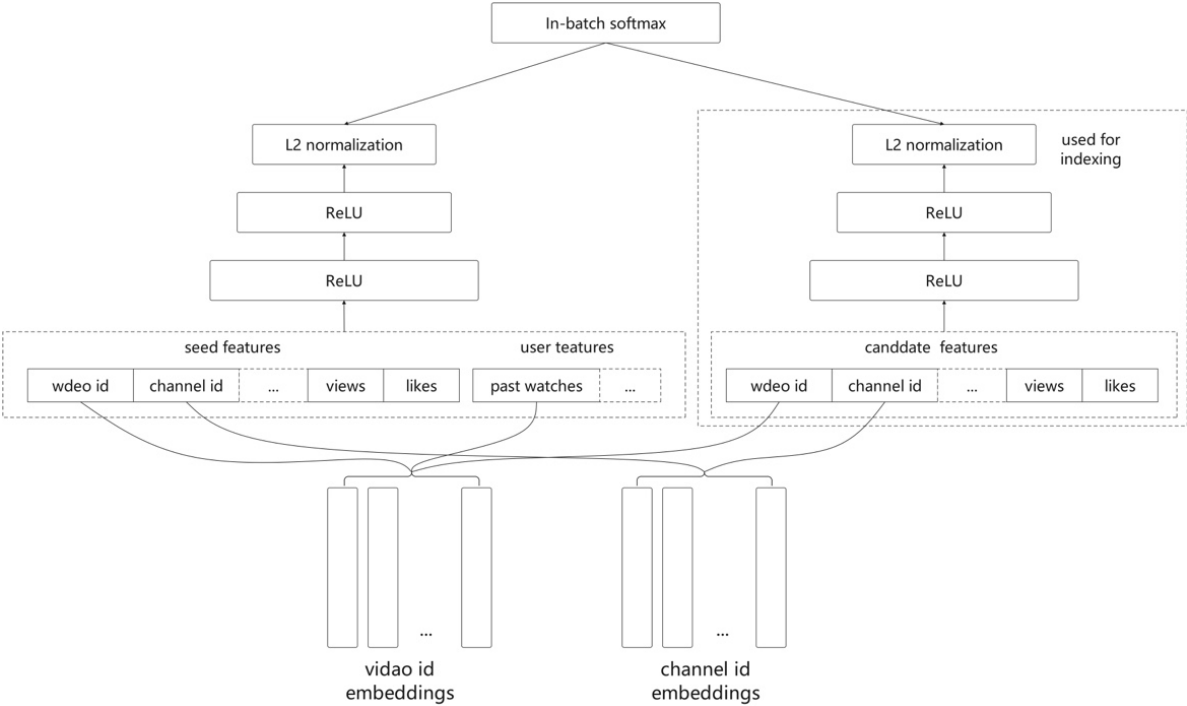 In-batch softmax
L2 normalization
L2 normalization
used for
indexing
ReLU
ReLU
ReLU
ReLU
seed features
user teatures
canddate features
wdeo id
channel id
...
views
likes
past watches
...
wdeo id
channel id
...
views
likes
...
...
vidao id
embeddings
channel id
embeddings